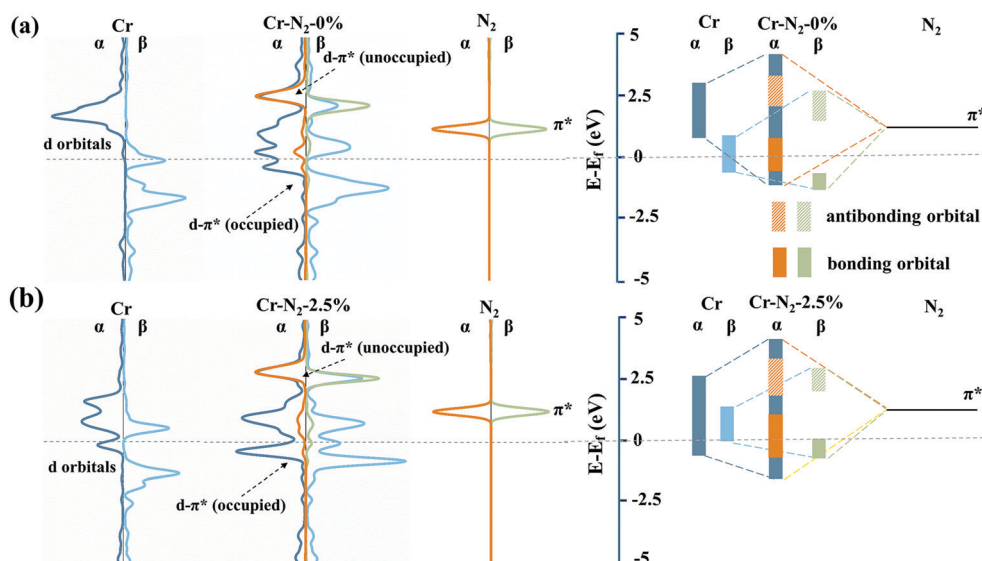 (a)
Cr
α β
d orbitals
Cr-N₂-0%
α β
d-π* (unoccupied)
d-π* (occupied)
N₂
α β
π*
E-E_f (eV)
5
2.5
0
-2.5
-5
Cr
α
β
Cr-N₂-0%
α
β
N₂
π*
antibonding orbital
bonding orbital
(b)
Cr
α β
d orbitals
Cr-N₂-2.5%
α β
d-π* (unoccupied)
d-π* (occupied)
N₂
α β
π*
E-E_f (eV)
5
2.5
0
-2.5
-5
Cr
α
β
Cr-N₂-2.5%
α
β
N₂
π*